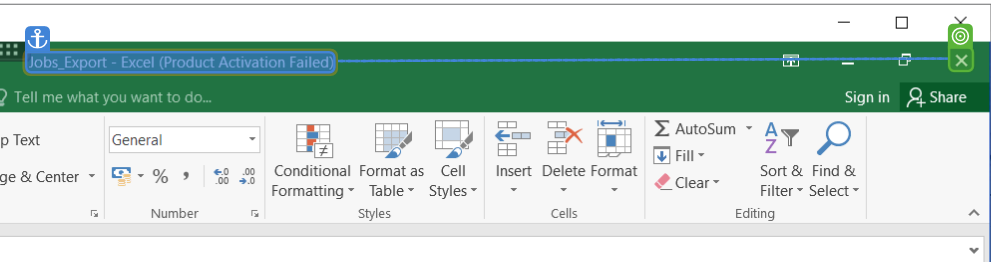 Jobs_Export - Excel (Product Activation Failed)
Tell me what you want to do...
Sign in
Share
p Text
General
AutoSum
Fill
Clear
ge & Center
%
.0 .00
.00 .0
Conditional Formatting
Format as Table
Cell Styles
Insert
Delete
Format
Sort & Filter
Find & Select
Number
Styles
Cells
Editing